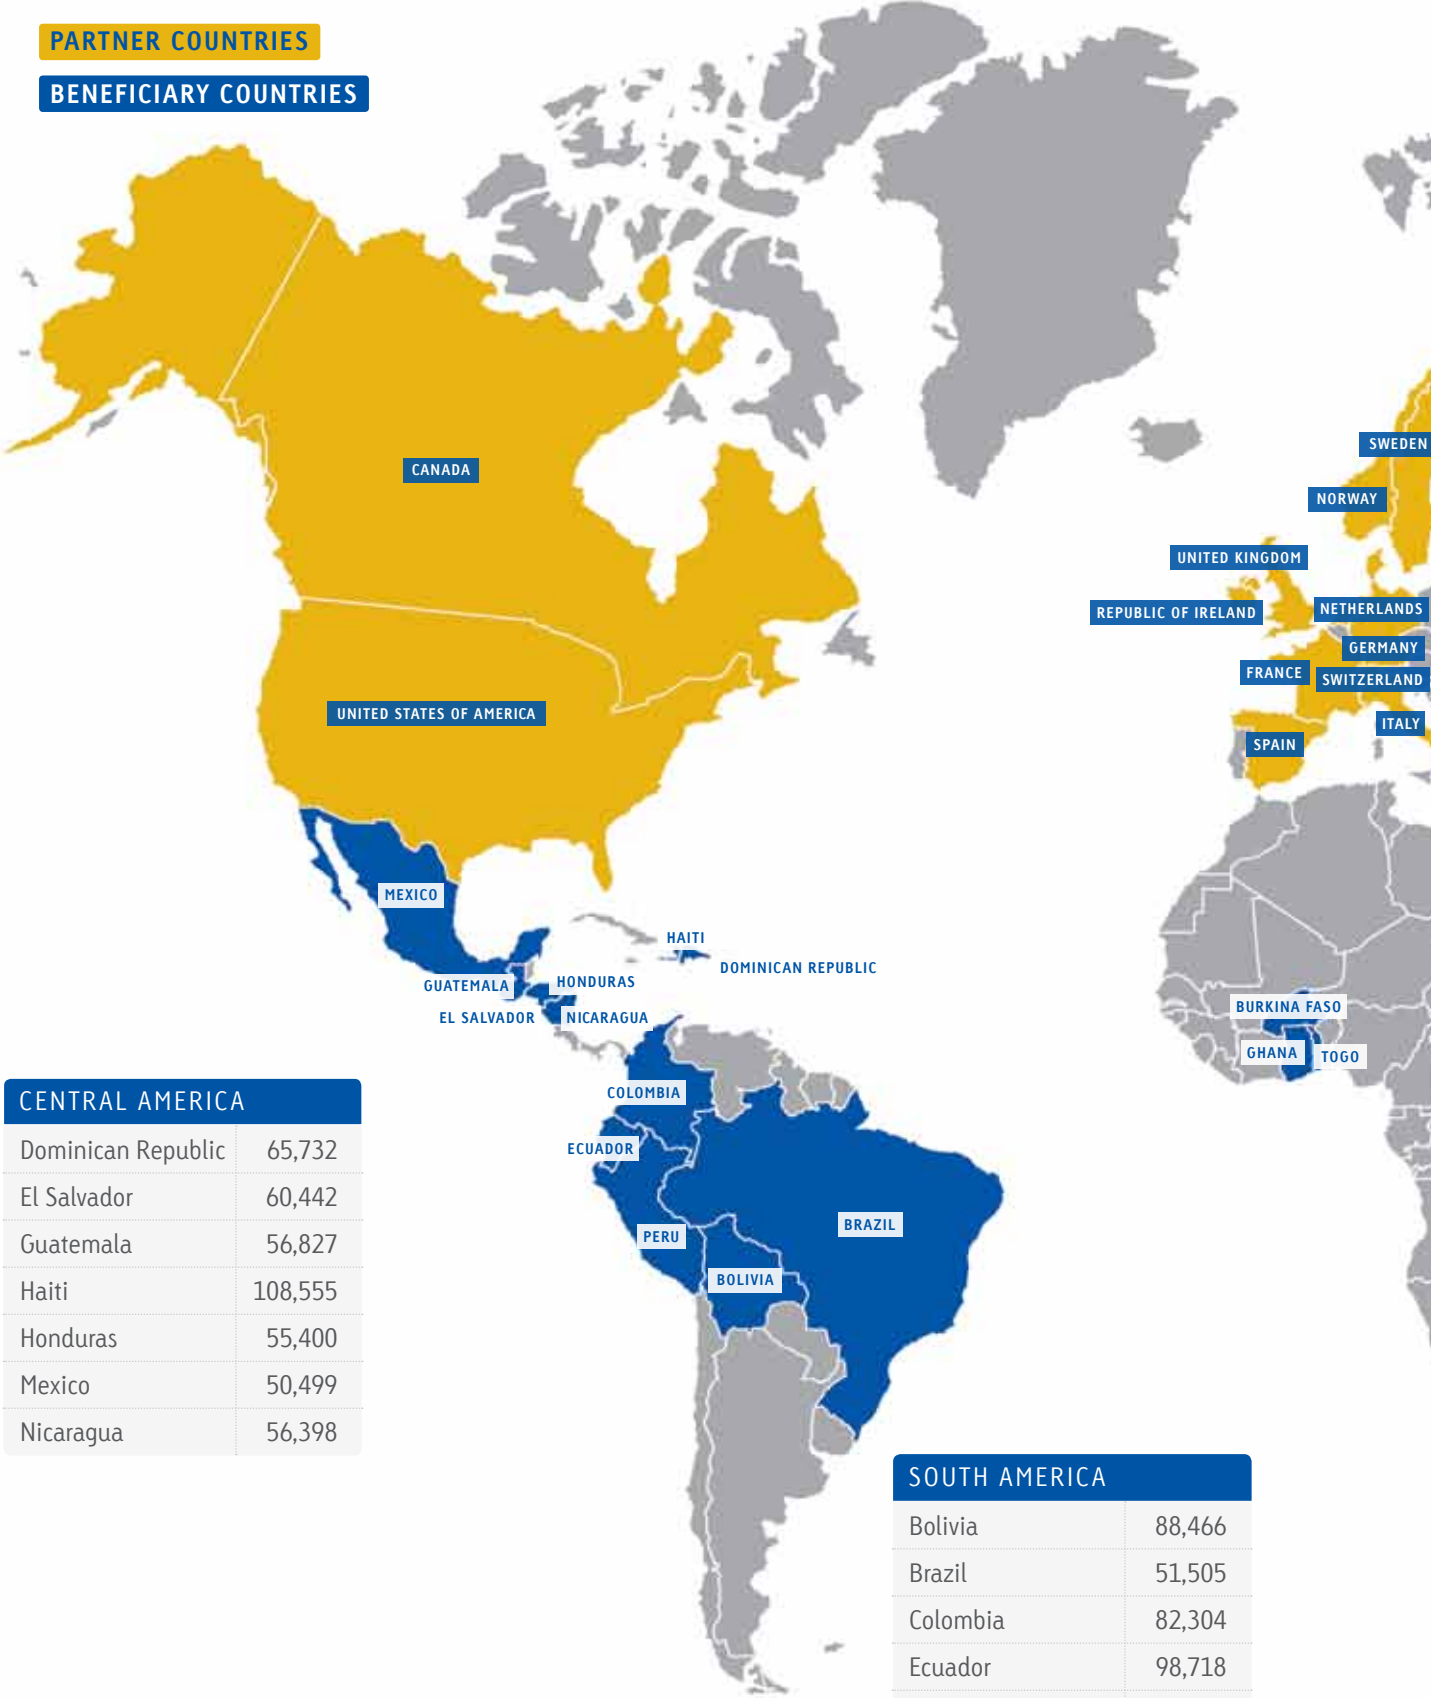 PARTNER COUNTRIES
BENEFICIARY COUNTRIES
SWEDEN
CANADA
NORWAY
UNITED KINGDOM
REPUBLIC OF IRELAND
NETHERLANDS
GERMANY
FRANCE
SWITZERLAND
UNITED STATES OF AMERICA
ITALY
SPAIN
MEXICO
HAITI
DOMINICAN REPUBLIC
GUATEMALA
HONDURAS
EL SALVADOR
NICARAGUA
BURKINA FASO
GHANA
TOGO
COLOMBIA
ECUADOR
BRAZIL
PERU
BOLIVIA
CENTRAL AMERICA
Dominican Republic 65,732
El Salvador 60,442
Guatemala 56,827
Haiti 108,555
Honduras 55,400
Mexico 50,499
Nicaragua 56,398
SOUTH AMERICA
Bolivia 88,466
Brazil 51,505
Colombia 82,304
Ecuador 98,718